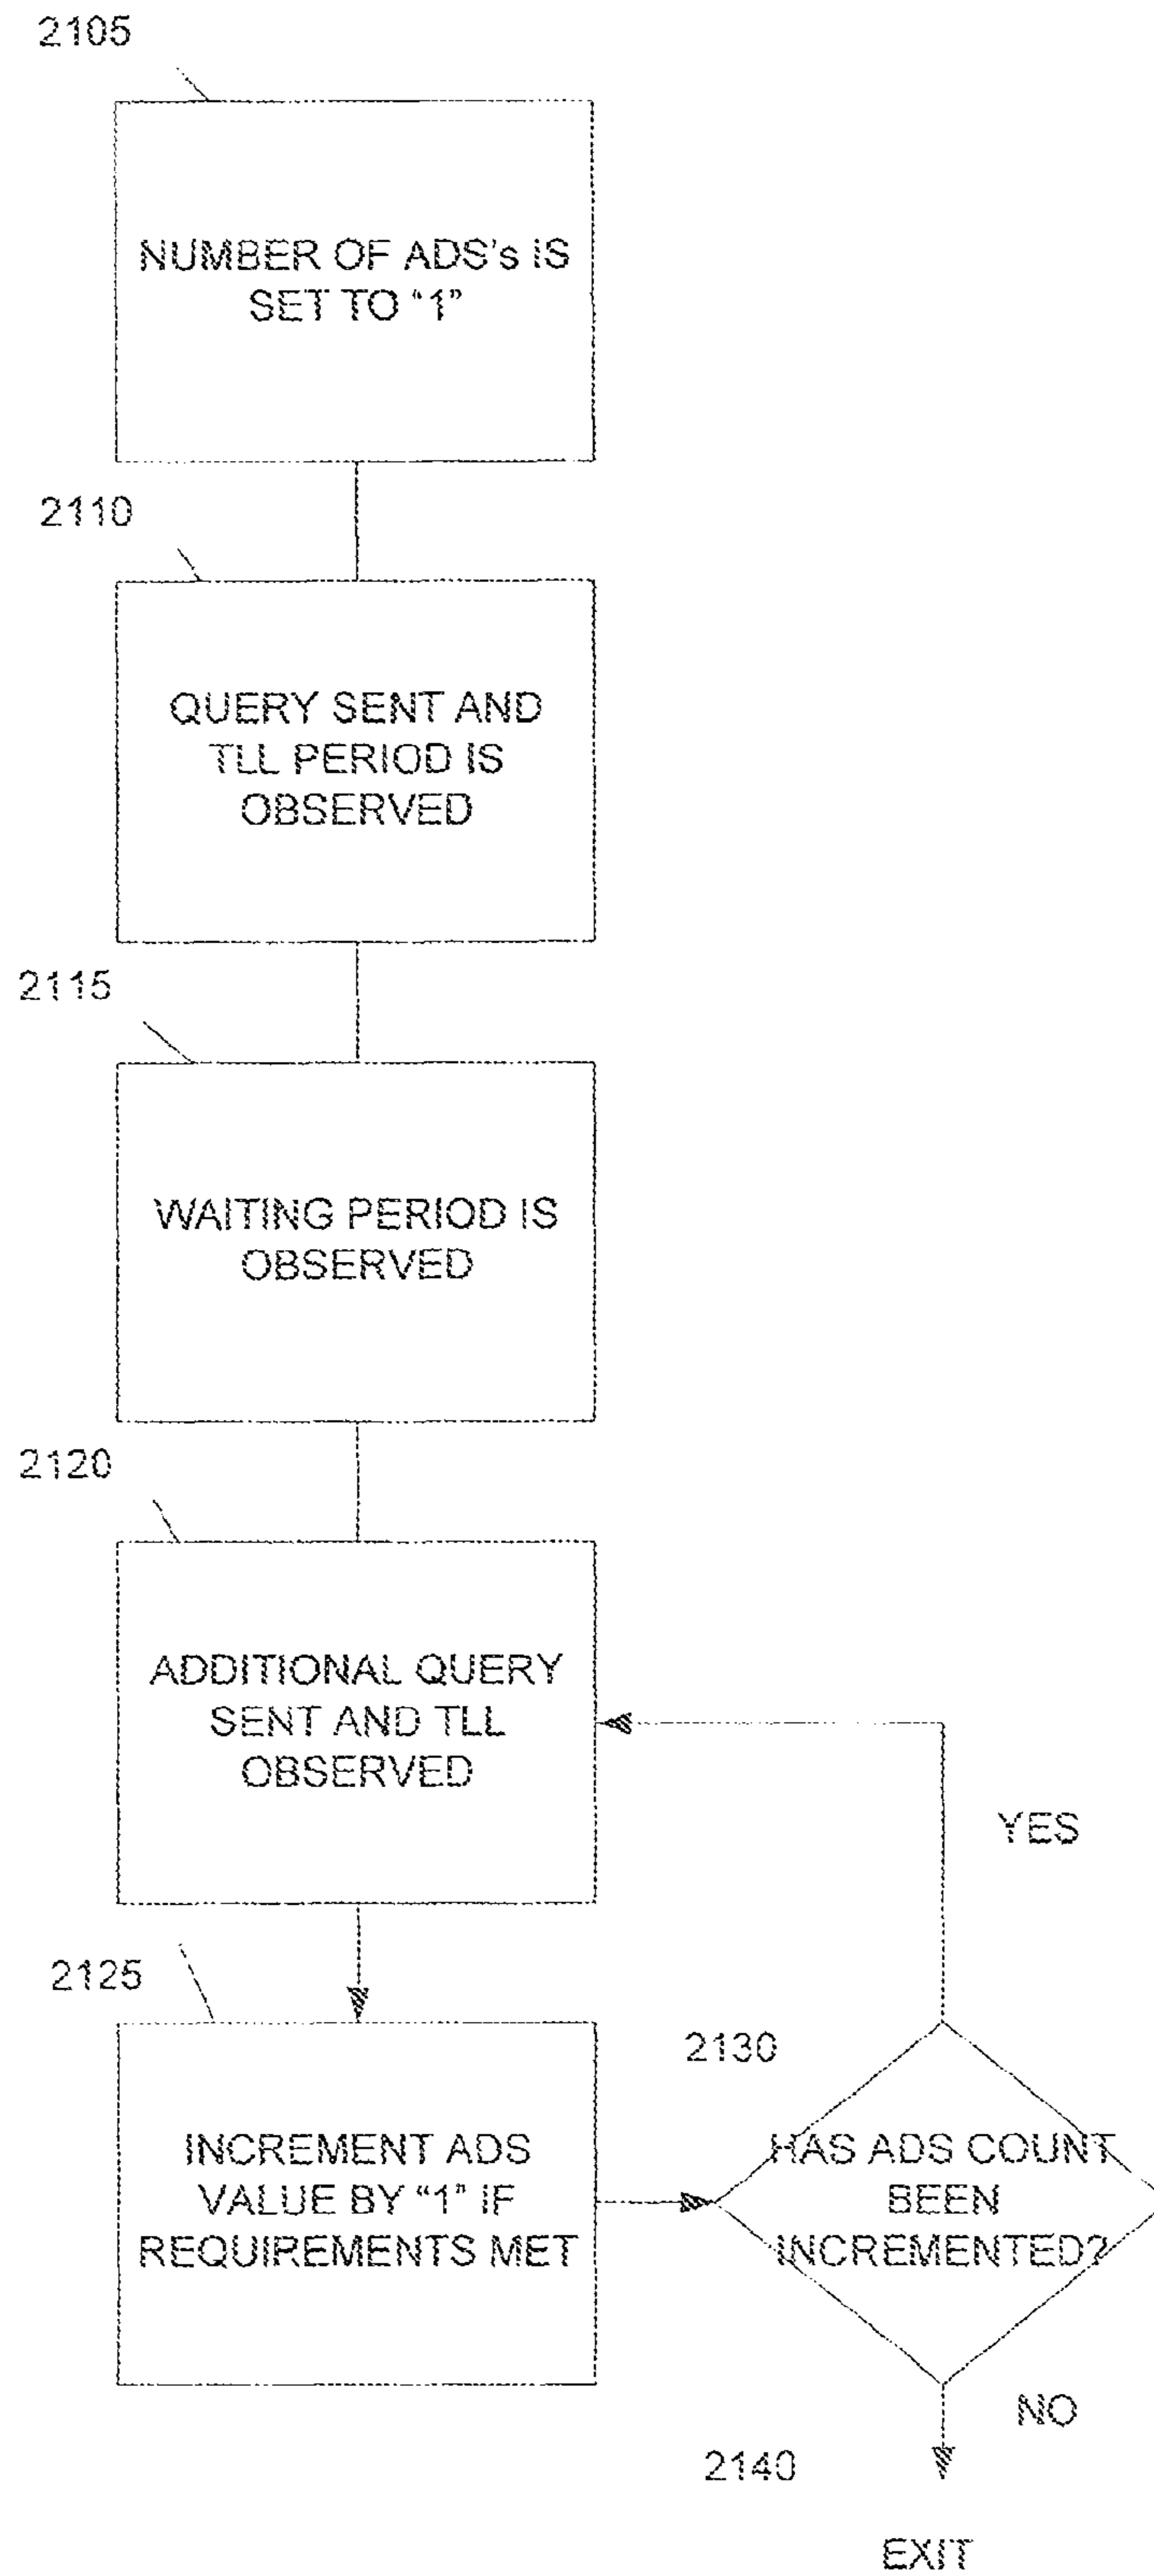 2105
NUMBER OF ADS's IS
SET TO "1"
2110
QUERY SENT AND
TLL PERIOD IS
OBSERVED
2115
WAITING PERIOD IS
OBSERVED
2120
ADDITIONAL QUERY
SENT AND TLL
OBSERVED
YES
2125
INCREMENT ADS
VALUE BY "1" IF
REQUIREMENTS MET
2130
HAS ADS COUNT
BEEN
INCREMENTED?
NO
2140
EXIT